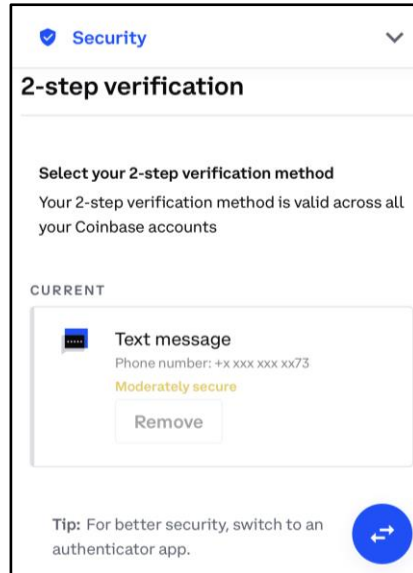 Security
2-step verification
Select your 2-step verification method
Your 2-step verification method is valid across all
your Coinbase accounts
CURRENT
Text message
Phone number: +x xxx xxx xx73
Moderately secure
Remove
Tip: For better security, switch to an
authenticator app.